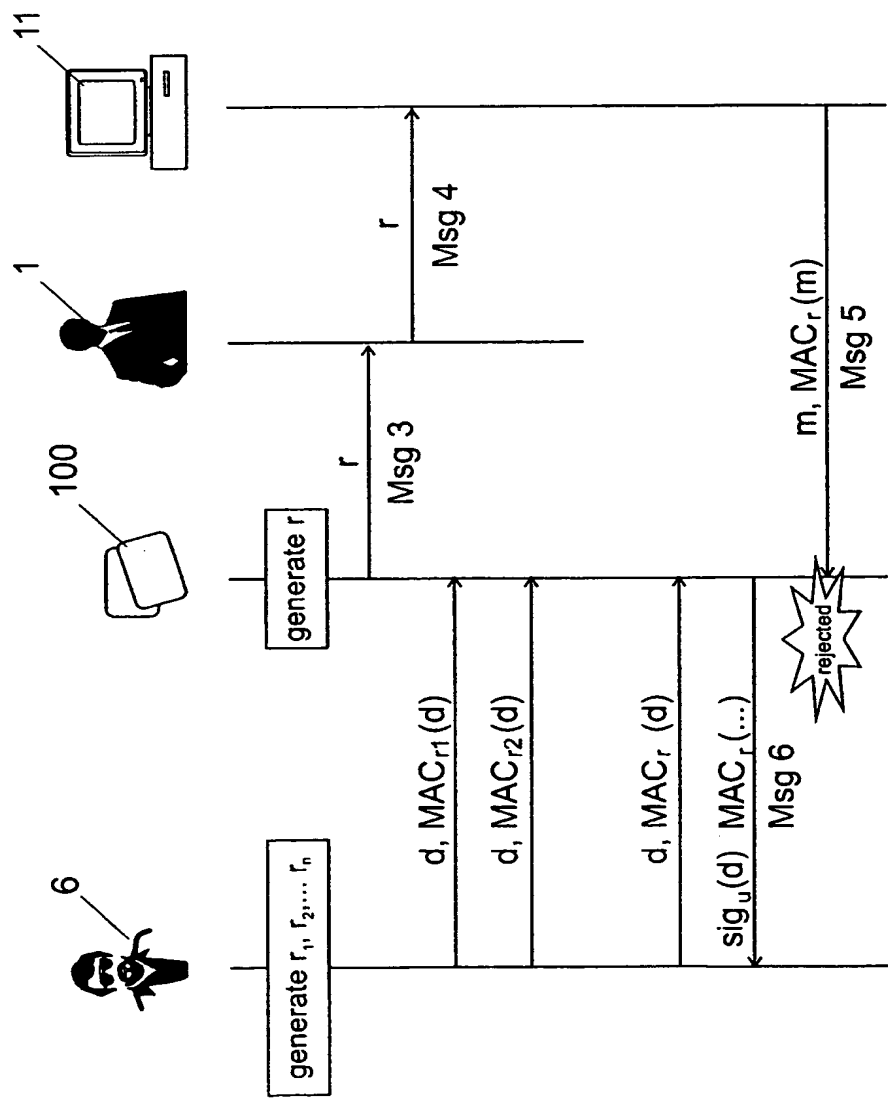 6
100
1
11
generate r₁, r₂,... rₙ
generate r
r
Msg 3
r
Msg 4
d, MACr1(d)
d, MACr2(d)
d, MACr (d)
sigu(d) MACr(...)
Msg 6
m, MACr(m)
Msg 5
rejected